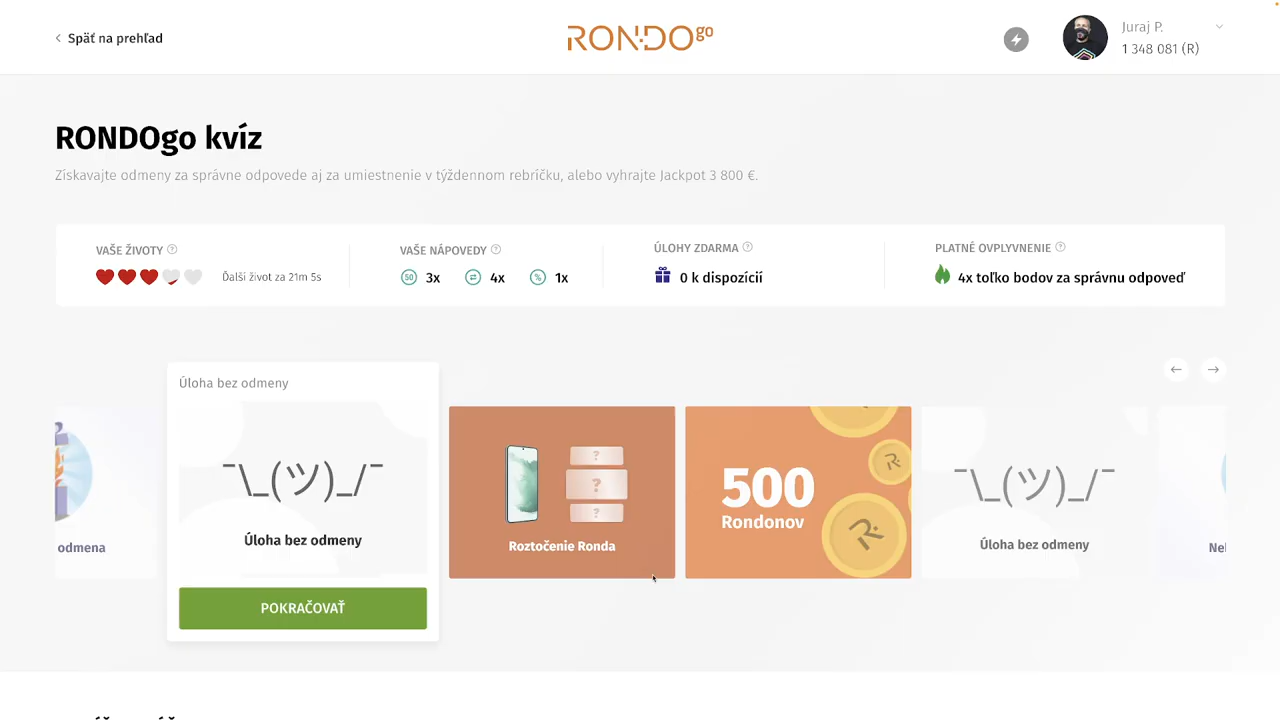 Späť na prehľad
RONDOgo
Juraj P.
1 348 081 (R)
RONDOgo kvíz
Získavajte odmeny za správne odpovede aj za umiestnenie v týždennom rebríčku, alebo vyhrajte Jackpot 3 800 €.
VAŠE ŽIVOTY ?
Ďalší život za 21m 5s
VAŠE NÁPOVEDY ?
50 3x 4x % 1x
ÚLOHY ZDARMA ?
0 k dispozícií
PLATNÉ OVPLYVNENIE ?
4x toľko bodov za správnu odpoveď
odmena
Úloha bez odmeny
¯\_(ツ)_/¯
Úloha bez odmeny
POKRAČOVAŤ
?
?
?
Roztočenie Ronda
500
Rondonov
¯\_(ツ)_/¯
Úloha bez odmeny